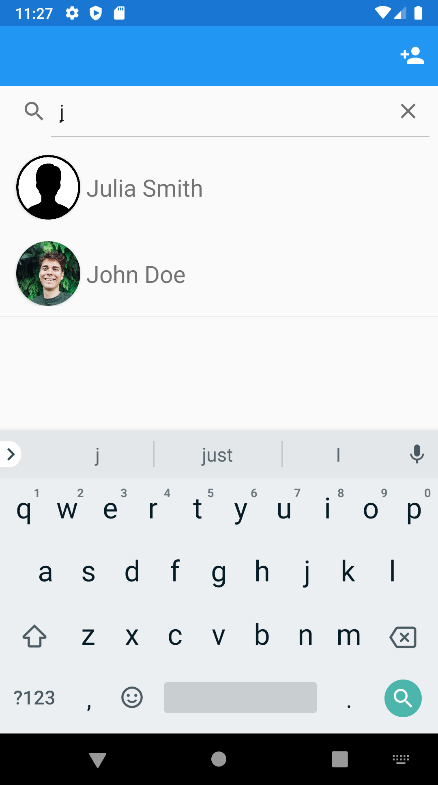 11:27
j
Julia Smith
John Doe
j just I
1 2 3 4 5 6 7 8 9 0
q w e r t y u i o p
a s d f g h j k l
z x c v b n m
?123 , .